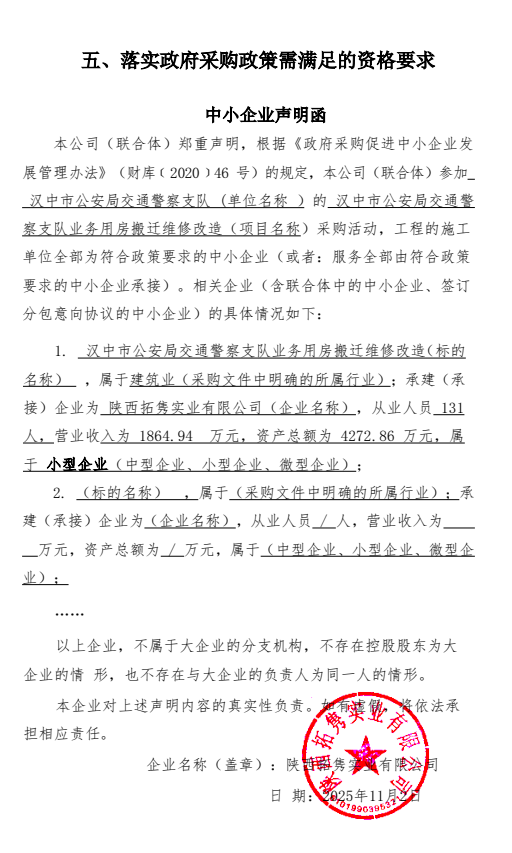 五、落实政府采购政策需满足的资格要求
中小企业声明函
本公司（联合体）郑重声明，根据《政府采购促进中小企业发
展管理办法》（财库﹝2020﹞46 号）的规定，本公司（联合体）参加
汉中市公安局交通警察支队 (单位名称 ）的 汉中市公安局交通警
察支队业务用房搬迁维修改造（项目名称）采购活动，工程的施工
单位全部为符合政策要求的中小企业（或者：服务全部由符合政策
要求的中小企业承接）。相关企业（含联合体中的中小企业、签订
分包意向协议的中小企业）的具体情况如下：
1. 汉中市公安局交通警察支队业务用房搬迁维修改造（标的
名称） ，属于建筑业（采购文件中明确的所属行业）；承建（承
接）企业为 陕西拓隽实业有限公司（企业名称），从业人员 131
人，营业收入为 1864.94 万元，资产总额为 4272.86 万元，属
于 小型企业（中型企业、小型企业、微型企业）；
2. （标的名称） ，属于（采购文件中明确的所属行业）；承
建（承接）企业为（企业名称），从业人员 / 人，营业收入为
万元，资产总额为 / 万元，属于（中型企业、小型企业、微型企
业）；
……
以上企业，不属于大企业的分支机构，不存在控股股东为大
企业的情 形，也不存在与大企业的负责人为同一人的情形。
本企业对上述声明内容的真实性负责。如有虚假，将依法承
担相应责任。
企业名称（盖章）：陕西拓隽实业有限公司
日 期：2025年11月2日
陕西拓隽实业有限公司